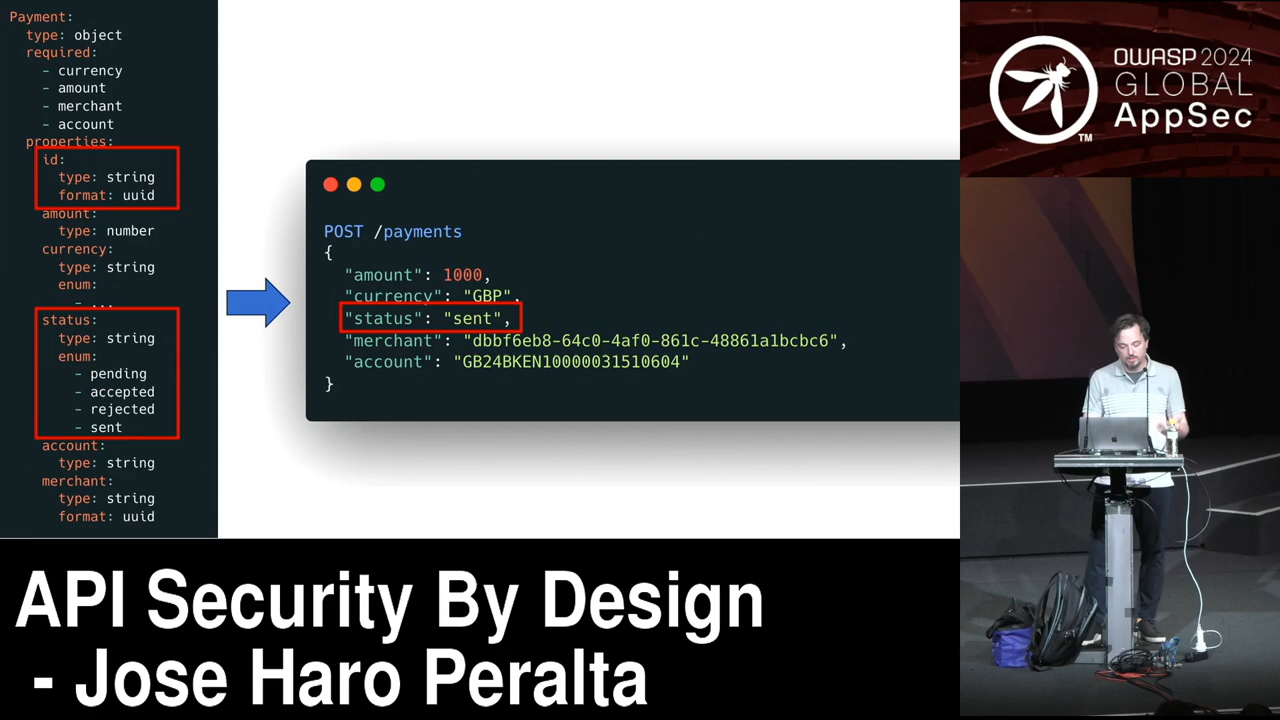 Payment:
type: object
required:
- currency
- amount
- merchant
- account
properties:
id:
type: string
format: uuid
amount:
type: number
currency:
type: string
enum:
- ...
status:
type: string
enum:
- pending
- accepted
- rejected
- sent
account:
type: string
merchant:
type: string
format: uuid
POST /payments
{
"amount": 1000,
"currency": "GBP",
"status": "sent",
"merchant": "dbbf6eb8-64c0-4af0-861c-48861a1bcbc6",
"account": "GB24BKEN10000031510604"
}
OWASP 2024
GLOBAL
AppSec
TM
API Security By Design
- Jose Haro Peralta